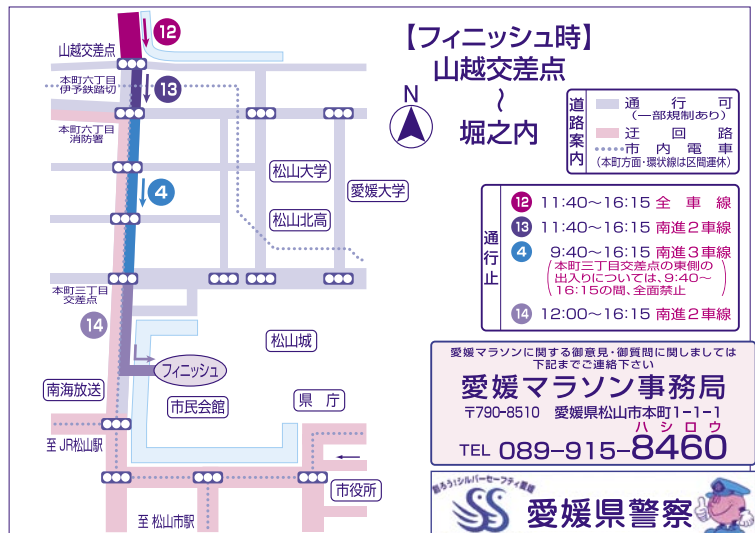 12
山越交差点
本町六丁目
伊予鉄踏切
13
本町六丁目
消防署
松山大学
愛媛大学
4
松山北高
本町三丁目
交差点
14
松山城
フィニッシュ
南海放送
市民会館
県庁
至 JR松山駅
市役所
至 松山市駅
【フィニッシュ時】
山越交差点
～
堀之内
N
道路案内
通行可
(一部規制あり)
迂回路
市内電車
(本町方面・環状線は区間運休)
通行止
12 11:40～16:15 全車線
13 11:40～16:15 南進2車線
4 9:40～16:15 南進3車線
(本町三丁目交差点の東側の
出入りについては、9:40～
16:15の間、全面禁止)
14 12:00～16:15 南進2車線
愛媛マラソンに関する御意見・御質問に関しましては
下記までご連絡下さい
愛媛マラソン事務局
〒790-8510 愛媛県松山市本町1-1-1
ハシロウ
TEL 089-915-8460
創ろう!シルバーセーフティ愛媛
愛媛県警察